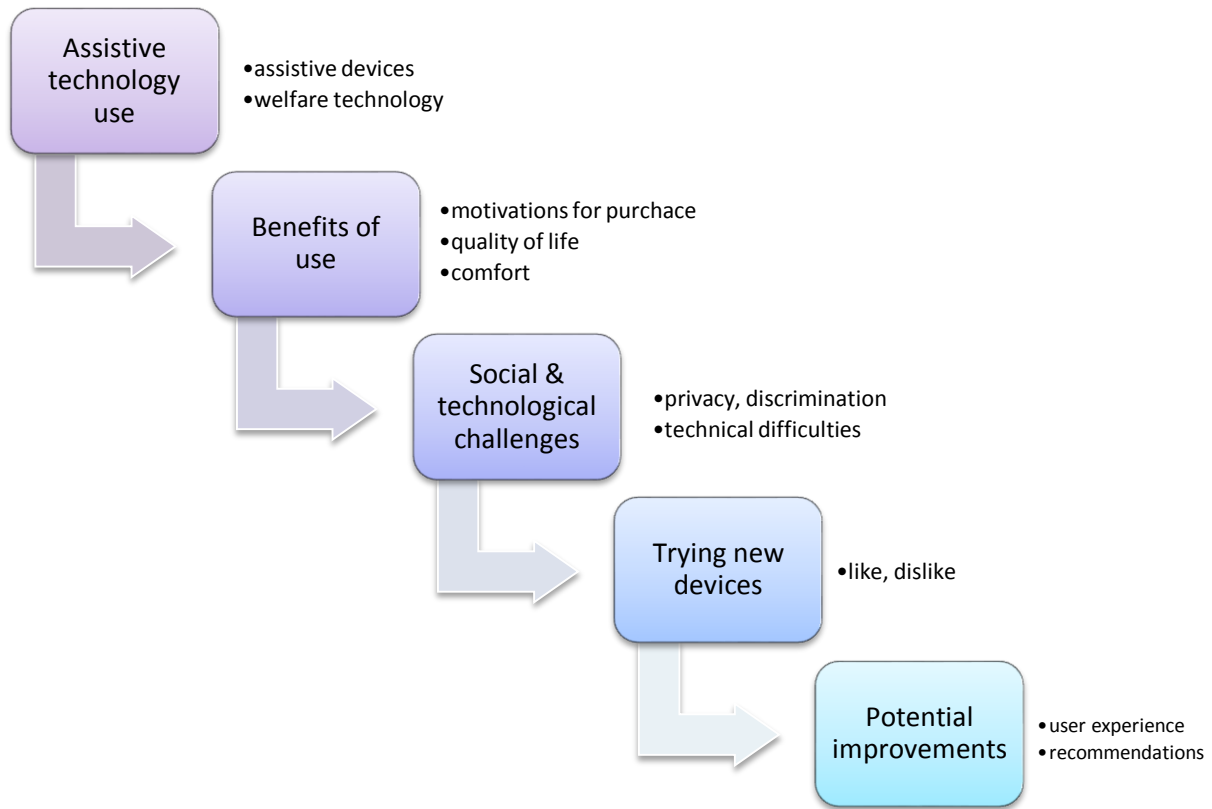 Assistive
technology
use
•assistive devices
•welfare technology
Benefits of
use
•motivations for purchace
•quality of life
•comfort
Social &
technological
challenges
•privacy, discrimination
•technical difficulties
Trying new
devices
•like, dislike
Potential
improvements
•user experience
•recommendations